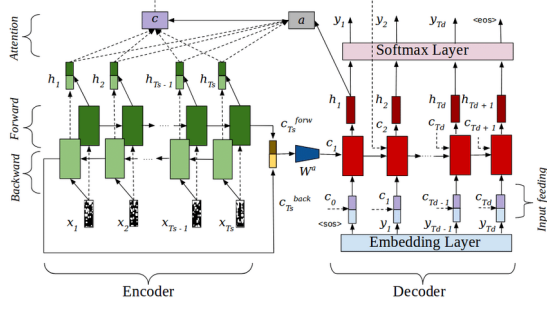 Attention
c
a
y1 y2 yTd <eos>
Softmax Layer
h1 h2 hTs - 1 hTs
h1 h2 hTd hTd + 1
Forward
cTs forw
c1 c2 cTd cTd + 1
Backward
Wa
cTs back
c0 c1 cTd - 1 cTd
Input feeding
x1 x2 xTs - 1 xTs
<sos> y1 yTd - 1 yTd
Embedding Layer
Encoder
Decoder